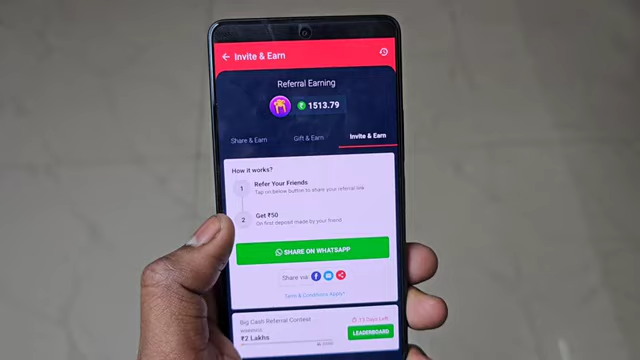 Invite & Earn
Referral Earning
₹ 1513.79
Share & Earn
Gift & Earn
Invite & Earn
How it works?
1
Refer Your Friends
Tap on below button to share your referral link
2
Get ₹50
On first deposit made by your friend
SHARE ON WHATSAPP
Share via:
Terms & Conditions Apply*
Big Cash Referral Contest
13 Days Left
WINNINGS
₹2 Lakhs
LEADERBOARD